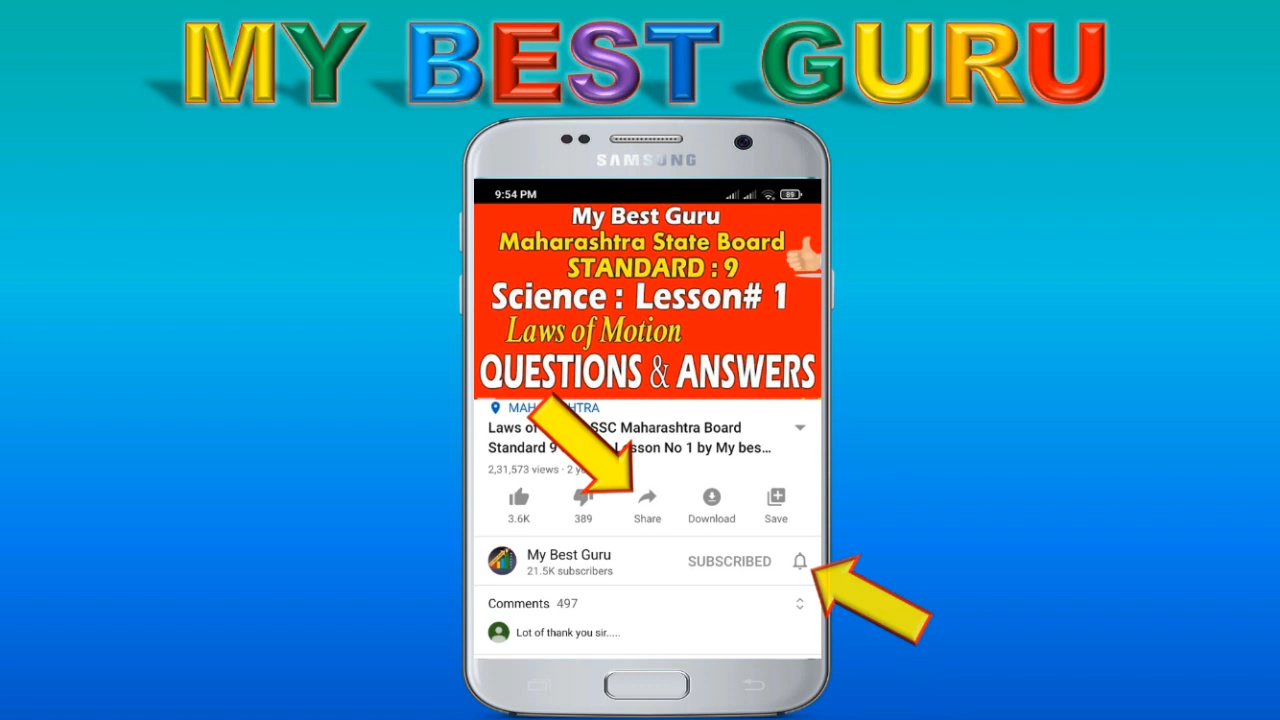 MY BEST GURU
SAMSUNG
9:54 PM
89
My Best Guru
Maharashtra State Board
STANDARD : 9
Science : Lesson# 1
Laws of Motion
QUESTIONS & ANSWERS
Laws of SSC Maharashtra Board
Standard 9 Lesson No 1 by My bes...
2,31,573 views · 2
3.6K
389
Share
Download
Save
My Best Guru
21.5K subscribers
SUBSCRIBED
Comments 497
Lot of thank you sir.....